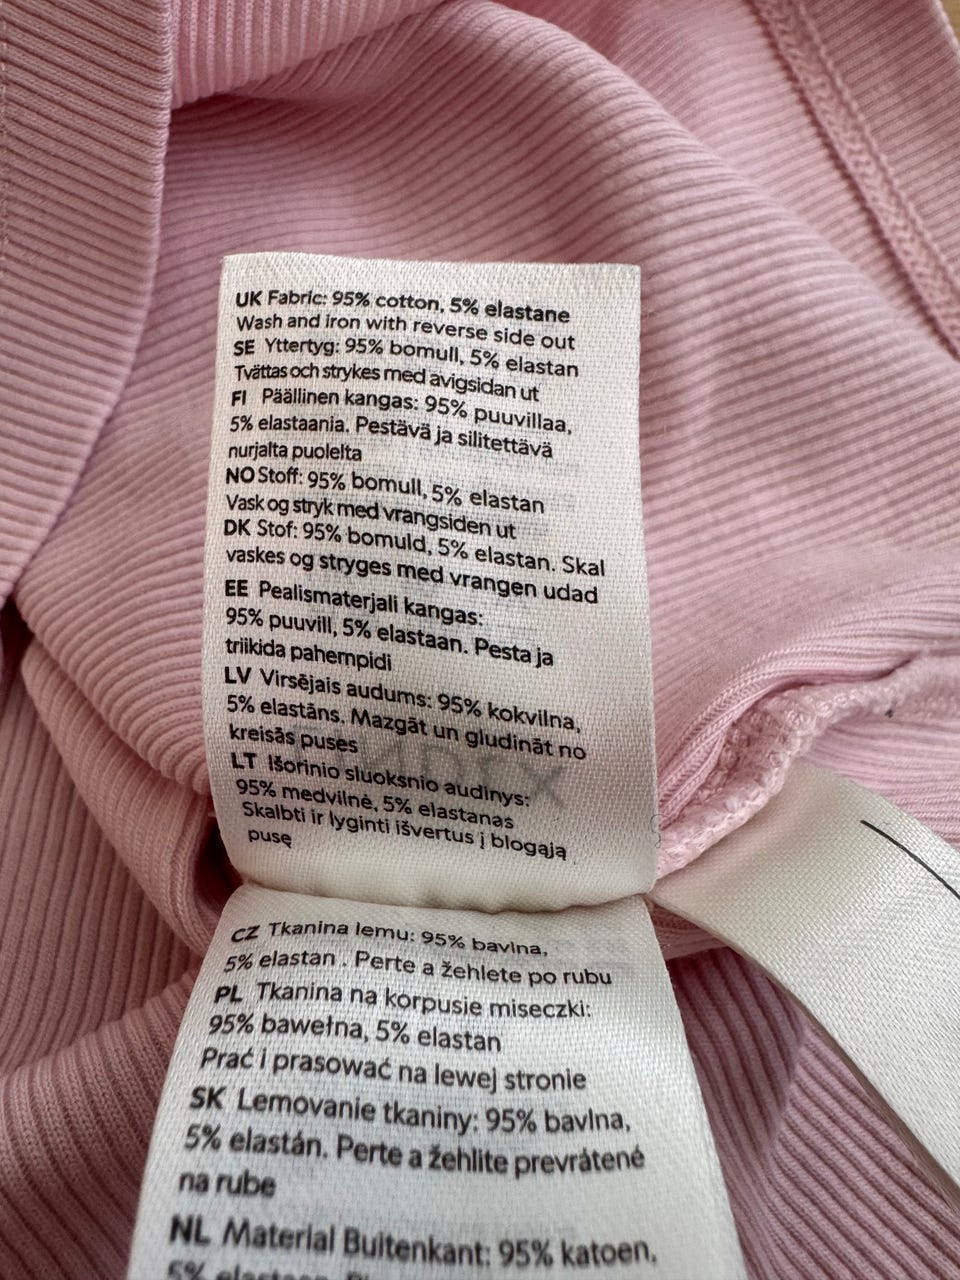 UK Fabric: 95% cotton, 5% elastane
Wash and iron with reverse side out
SE Yttertyg: 95% bomull, 5% elastan
Tvättas och strykes med avigsidan ut
FI Päällinen kangas: 95% puuvillaa,
5% elastaania. Pestävä ja silitettävä
nurjalta puolelta
NO Stoff: 95% bomull, 5% elastan
Vask og stryk med vrangsiden ut
DK Stof: 95% bomuld, 5% elastan. Skal
vaskes og stryges med vrangen udad
EE Pealismaterjali kangas:
95% puuvill, 5% elastaan. Pesta ja
triikida pahempidi
LV Virsējais audums: 95% kokvilna,
5% elastāns. Mazgāt un gludināt no
kreisās puses
LT Išorinio sluoksnio audinys:
95% medvilnė, 5% elastanas
Skalbti ir lyginti išvertus į blogąją
pusę
CZ Tkanina lemu: 95% bavlna,
5% elastan . Perte a žehlete po rubu
PL Tkanina na korpusie miseczki:
95% bawełna, 5% elastan
Prać i prasować na lewej stronie
SK Lemovanie tkaniny: 95% bavlna,
5% elastán. Perte a žehlite prevrátené
na rube
NL Material Buitenkant: 95% katoen,
5%